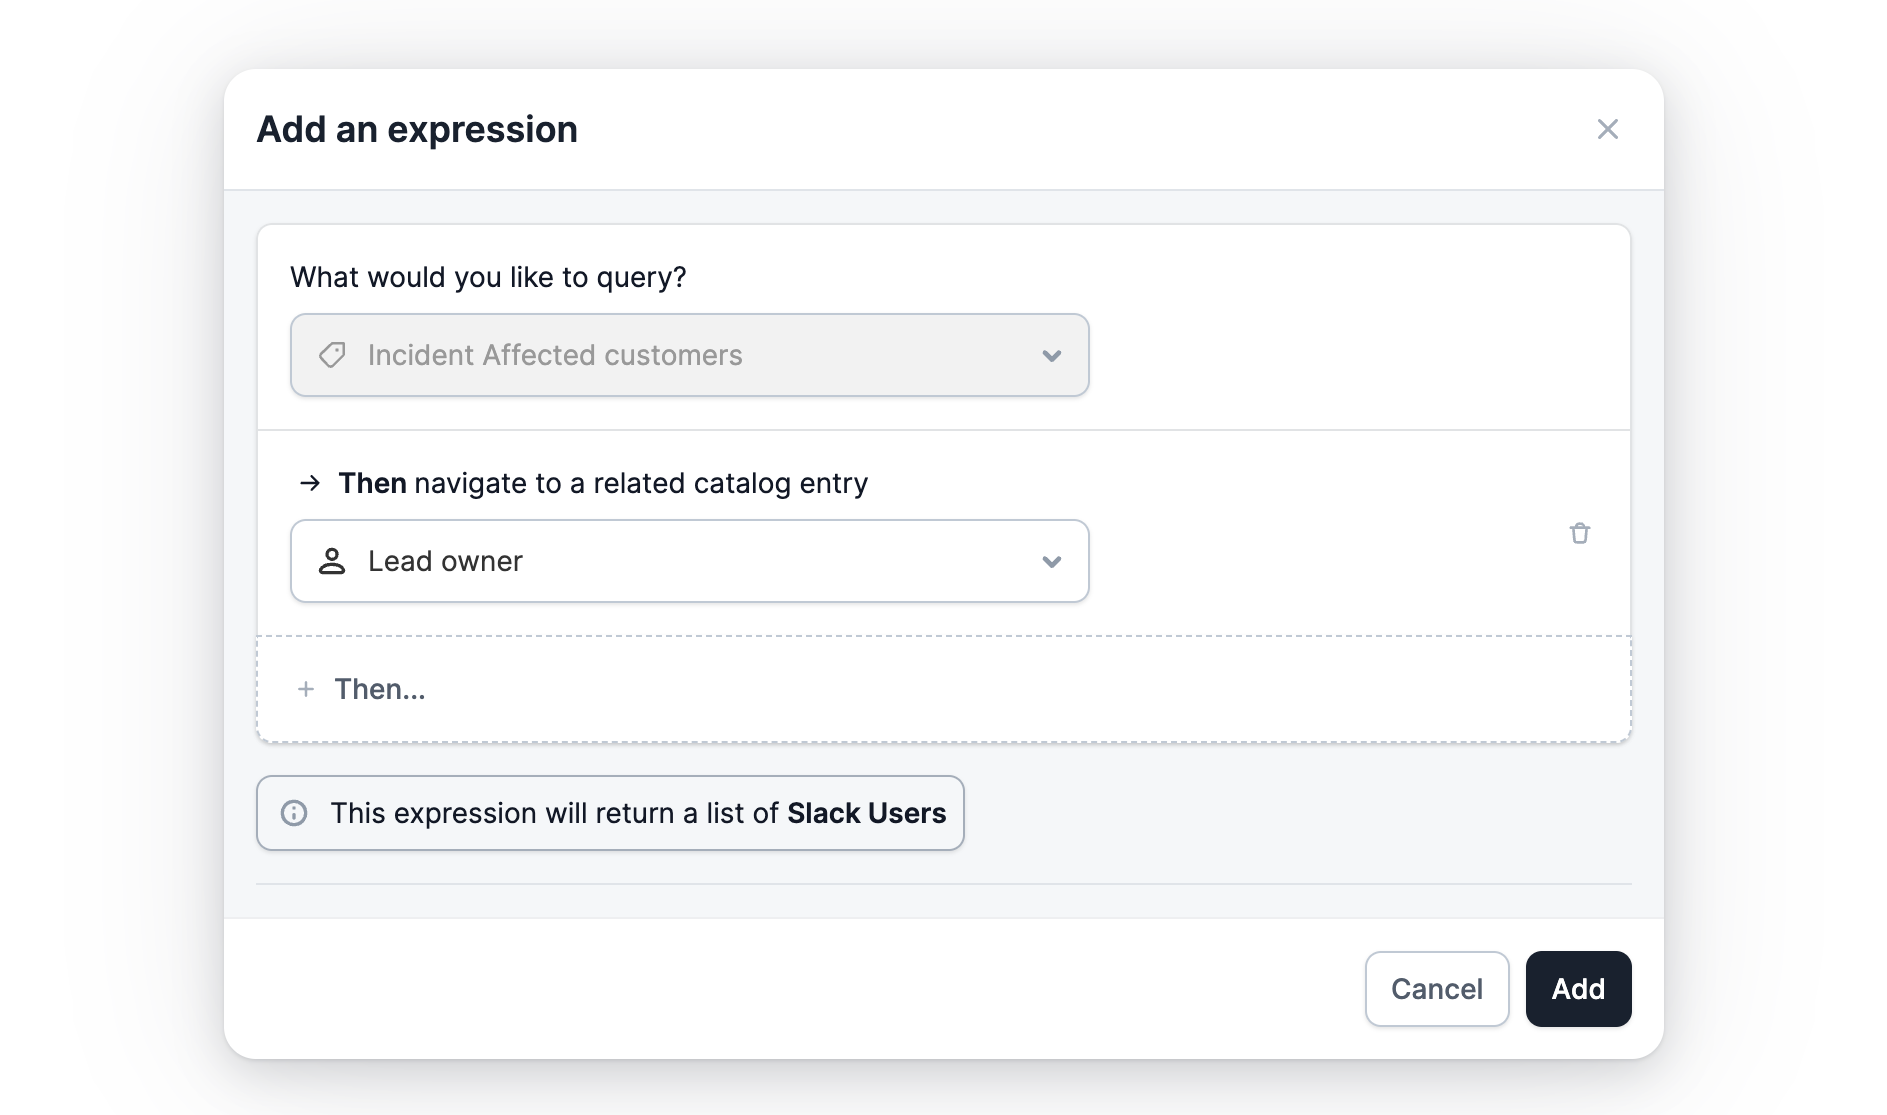 Add an expression
What would you like to query?
Incident Affected customers
Then navigate to a related catalog entry
Lead owner
Then...
This expression will return a list of Slack Users
Cancel
Add